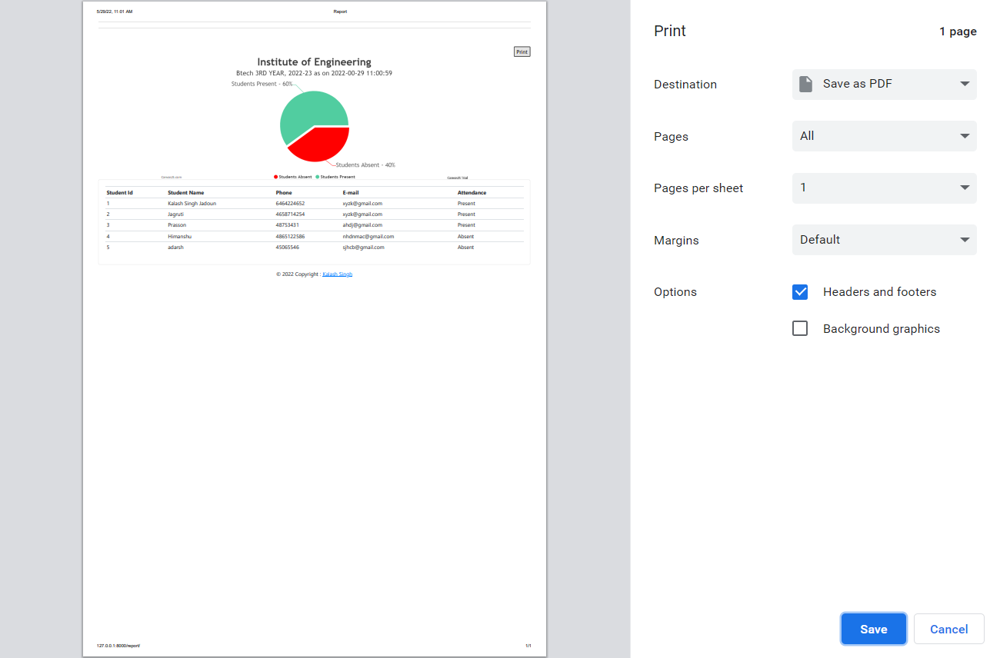 5/29/22, 11:01 AM Report
Print
Institute of Engineering
Btech 3RD YEAR, 2022-23 as on 2022-00-29 11:00:59
Students Present - 60%
Students Absent - 40%
Students Absent Students Present
CanvasJS.com CanvasJS Trial
Student Id Student Name Phone E-mail Attendance
1 Kalash Singh Jadoun 6464224652 xyzk@gmail.com Present
2 Jagruti 4658714254 xyzk@gmail.com Present
3 Prasson 48753431 ahdj@gmail.com Present
4 Himanshu 4865122586 nhdnmac@gmail.com Absent
5 adarsh 45065546 sjhcb@gmail.com Absent
© 2022 Copyright : Kalash Singh
127.0.0.1:8000/report/ 1/1
Print 1 page
Destination Save as PDF
Pages All
Pages per sheet 1
Margins Default
Options Headers and footers
Background graphics
Save Cancel